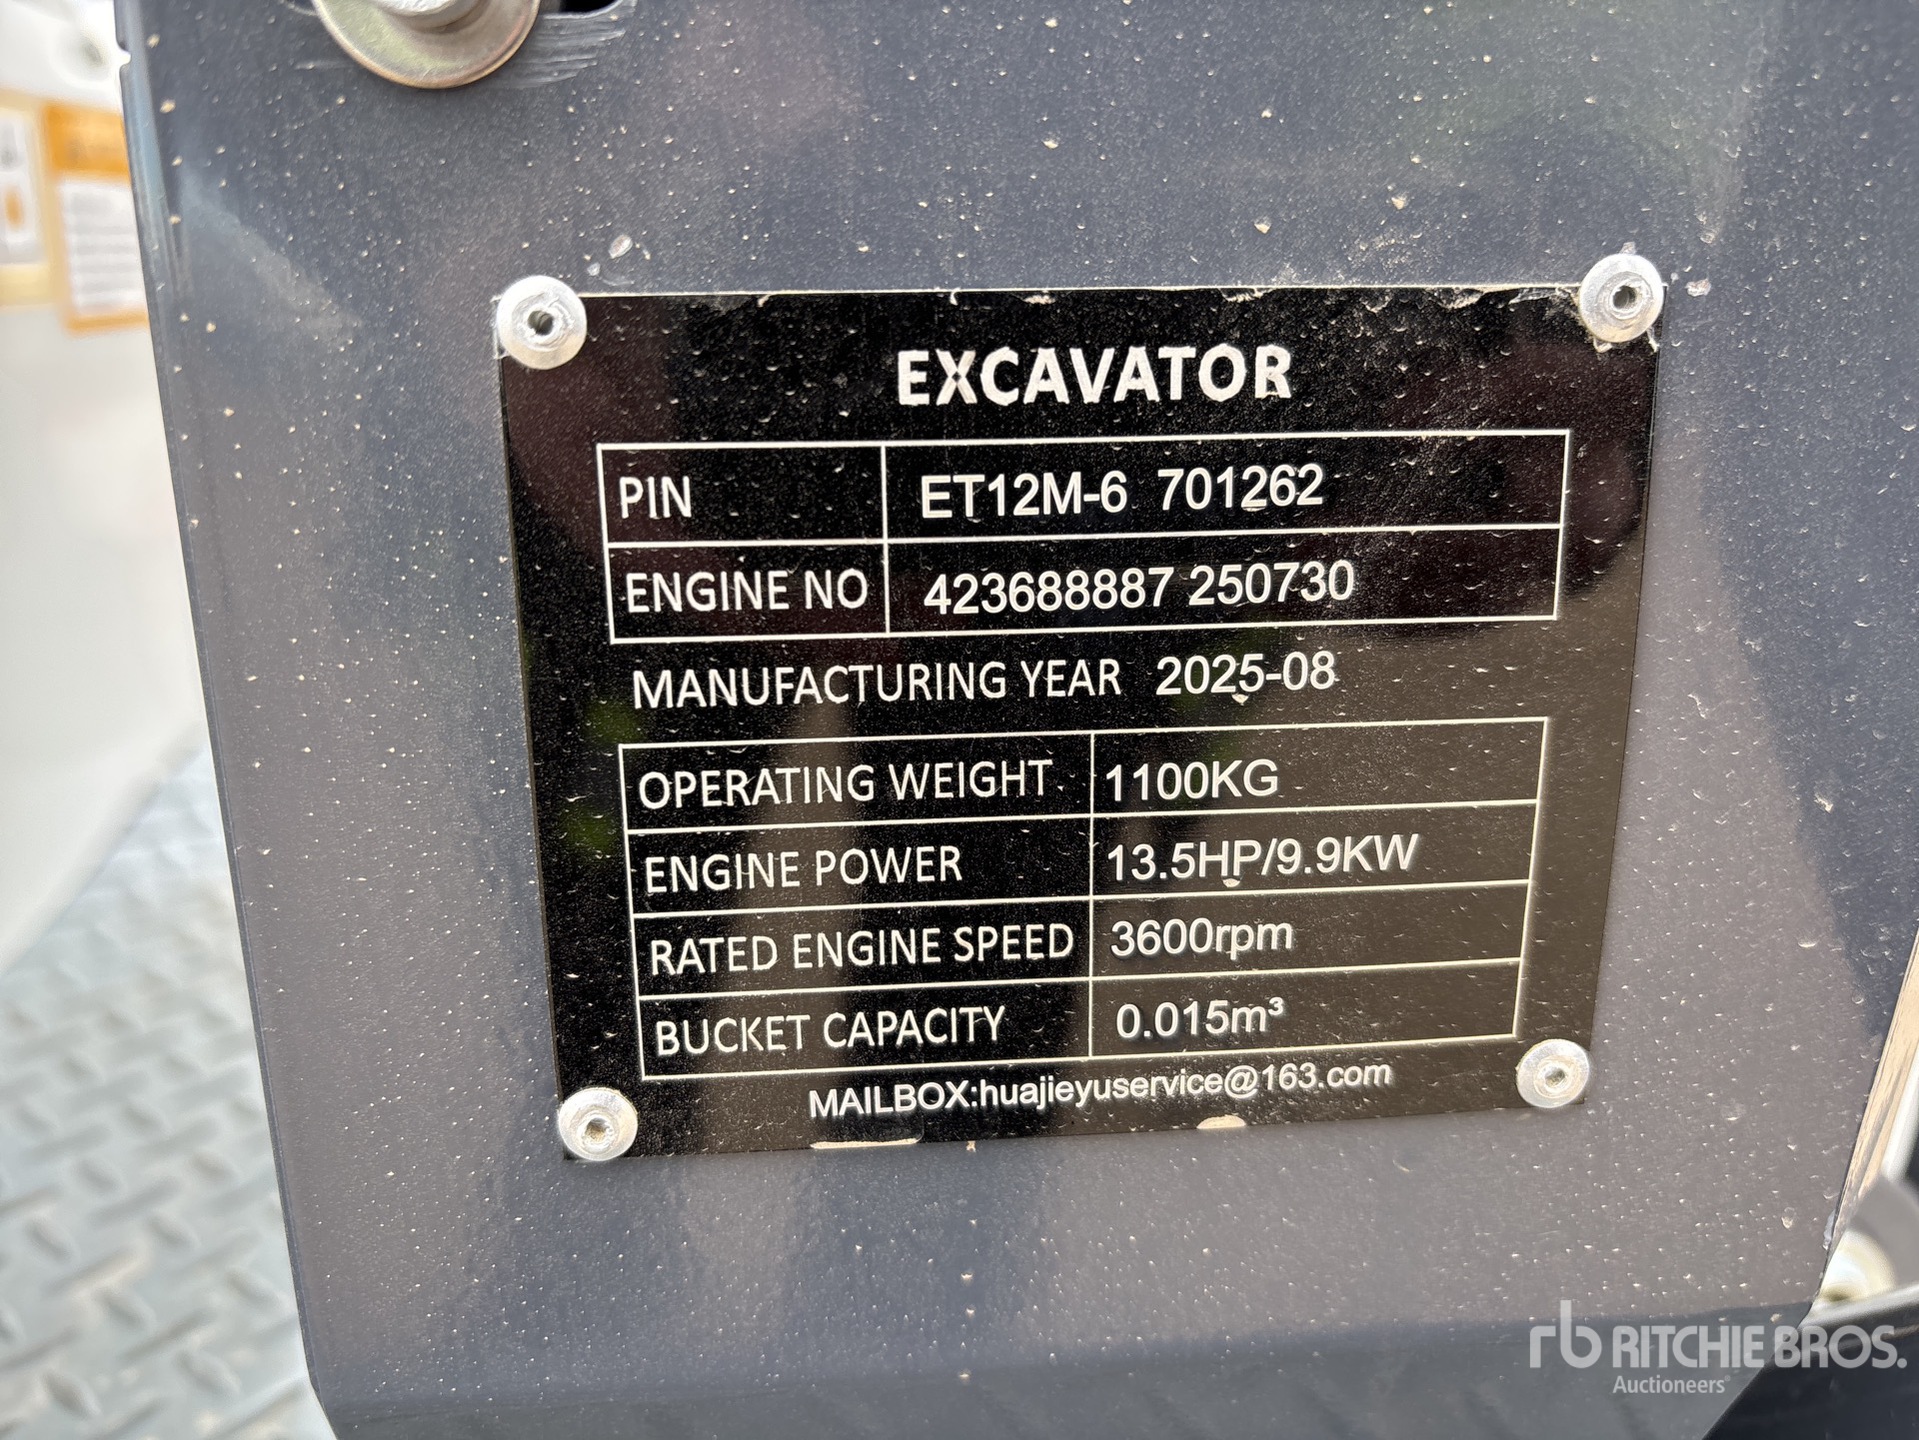 EXCAVATOR
PIN ET12M-6 701262
ENGINE NO 423688887 250730
MANUFACTURING YEAR 2025-08
OPERATING WEIGHT 1100KG
ENGINE POWER 13.5HP/9.9KW
RATED ENGINE SPEED 3600rpm
BUCKET CAPACITY 0.015m³
MAILBOX:huajieyuservice@163.com
rb RITCHIE BROS.
Auctioneers